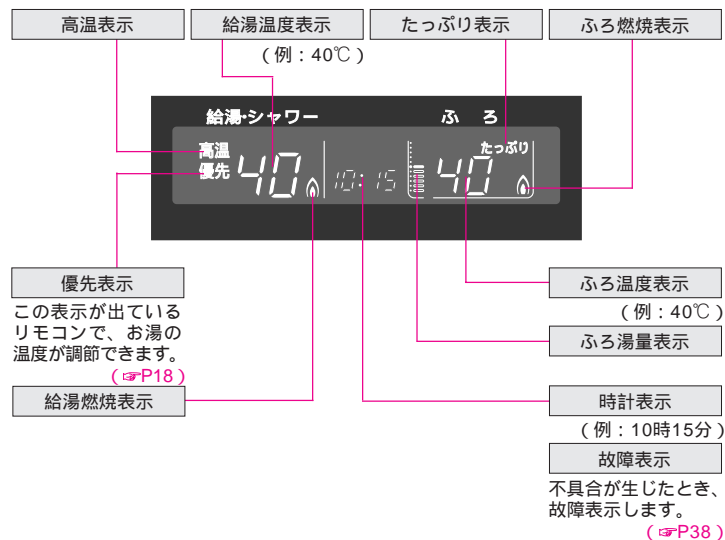 高温表示
給湯温度表示
(例：40℃)
たっぷり表示
ふろ燃焼表示
給湯・シャワー
ふろ
高温
優先
40
10:15
たっぷり
40
優先表示
この表示が出ている
リモコンで、お湯の
温度が調節できます。
(☞P18)
給湯燃焼表示
ふろ温度表示
(例：40℃)
ふろ湯量表示
時計表示
(例：10時15分)
故障表示
不具合が生じたとき、
故障表示します。
(☞P38)